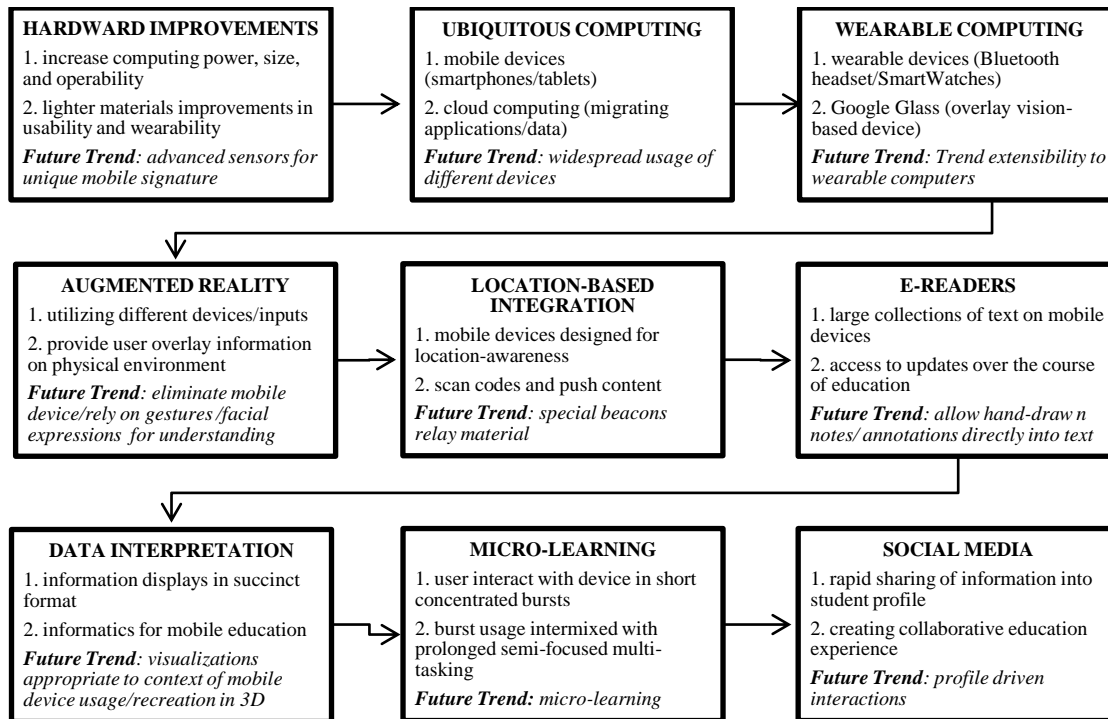 HARDWARD IMPROVEMENTS
1. increase computing power, size,
and operability
2. lighter materials improvements in
usability and wearability
Future Trend: advanced sensors for
unique mobile signature
UBIQUITOUS COMPUTING
1. mobile devices
(smartphones/tablets)
2. cloud computing (migrating
applications/data)
Future Trend: widespread usage of
different devices
WEARABLE COMPUTING
1. wearable devices (Bluetooth
headset/SmartWatches)
2. Google Glass (overlay vision-
based device)
Future Trend: Trend extensibility to
wearable computers
AUGMENTED REALITY
1. utilizing different devices/inputs
2. provide user overlay information
on physical environment
Future Trend: eliminate mobile
device/rely on gestures /facial
expressions for understanding
LOCATION-BASED
INTEGRATION
1. mobile devices designed for
location-awareness
2. scan codes and push content
Future Trend: special beacons
relay material
E-READERS
1. large collections of text on mobile
devices
2. access to updates over the course
of education
Future Trend: allow hand-draw n
notes/ annotations directly into text
DATA INTERPRETATION
1. information displays in succinct
format
2. informatics for mobile education
Future Trend: visualizations
appropriate to context of mobile
device usage/recreation in 3D
MICRO-LEARNING
1. user interact with device in short
concentrated bursts
2. burst usage intermixed with
prolonged semi-focused multi-
tasking
Future Trend: micro-learning
SOCIAL MEDIA
1. rapid sharing of information into
student profile
2. creating collaborative education
experience
Future Trend: profile driven
interactions